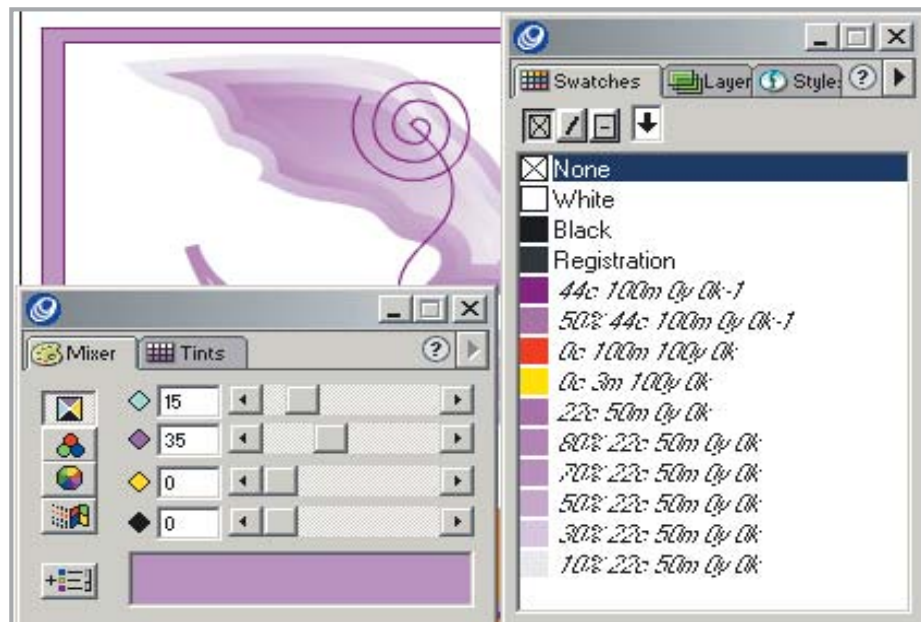 Swatches Layer Style:
None
White
Black
Registration
44c 100m 0y 0k-1
50% 44c 100m 0y 0k-1
0c 100m 100y 0k
0c 3m 100y 0k
22c 50m 0y 0k
80% 22c 50m 0y 0k
70% 22c 50m 0y 0k
50% 22c 50m 0y 0k
30% 22c 50m 0y 0k
10% 22c 50m 0y 0k
Mixer Tints
15
35
0
0